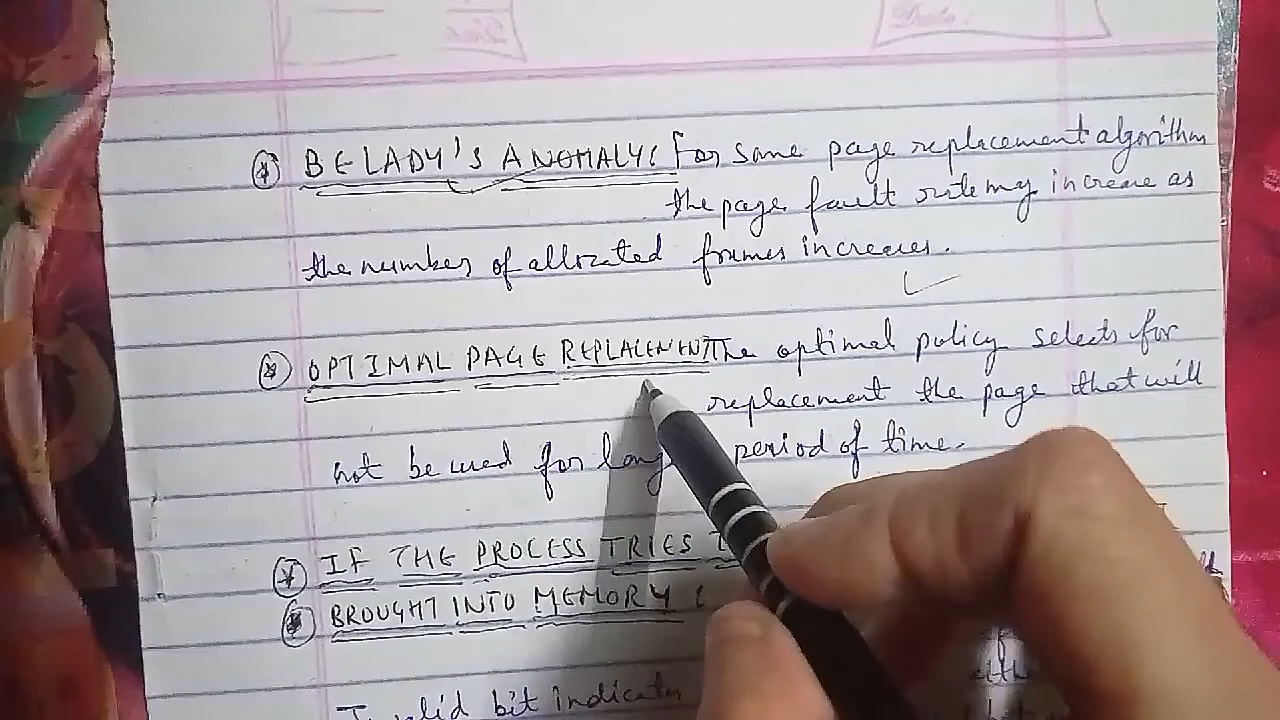 BELADY'S ANOMALY: For some page replacement algorithm
the page fault rate my increase as
the number of allocated frames increases.
OPTIMAL PAGE REPLACEMENT The optimal policy selects for
replacement the page that will
not be used for long period of time.
IF THE PROCESS TRIES
BROUGHT INTO MEMORY:
Invalid bit indicates